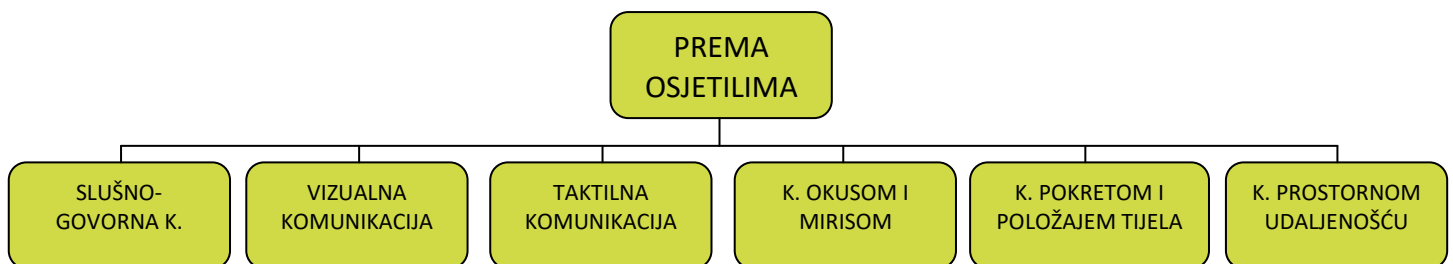 PREMA
OSJETILIMA
SLUŠNO-
GOVORNA K.
VIZUALNA
KOMUNIKACIJA
TAKTILNA
KOMUNIKACIJA
K. OKUSOM I
MIRISOM
K. POKRETOM I
POLOŽAJEM TIJELA
K. PROSTORNOM
UDALJENOŠĆU